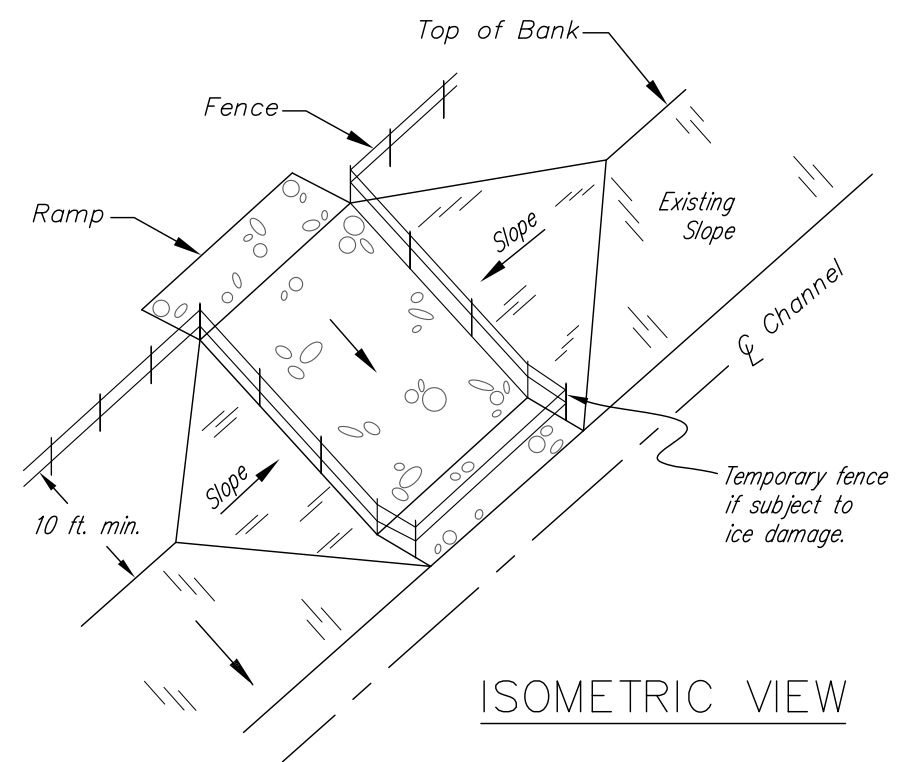 Top of Bank
Fence
Ramp
Existing
Slope
Slope
℄ Channel
Slope
Temporary fence
if subject to
ice damage.
10 ft. min.
ISOMETRIC VIEW